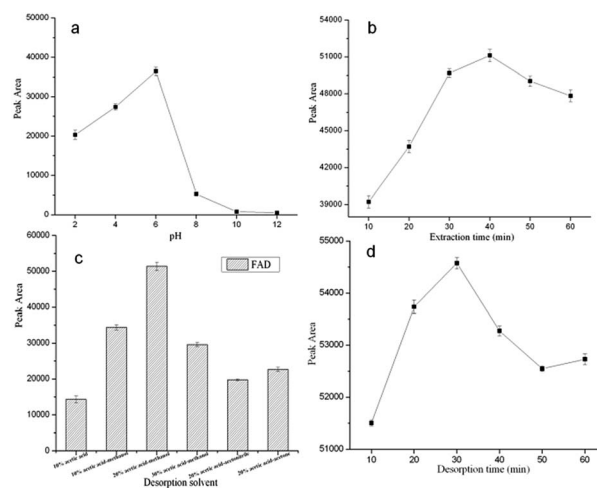 a
50000
40000
30000
20000
10000
0
Peak Area
2 4 6 8 10 12
pH
b
54000
51000
48000
45000
42000
39000
Peak Area
10 20 30 40 50 60
Extraction time (min)
c
FAD
60000
50000
40000
30000
20000
10000
0
Peak Area
10% acetic acid
10% acetic acid-methanol
20% acetic acid-methanol
30% acetic acid-methanol
20% acetic acid-acetonitrile
20% acetic acid-acetone
Desorption solvent
d
55000
54000
53000
52000
51000
Peak Area
10 20 30 40 50 60
Desorption time (min)